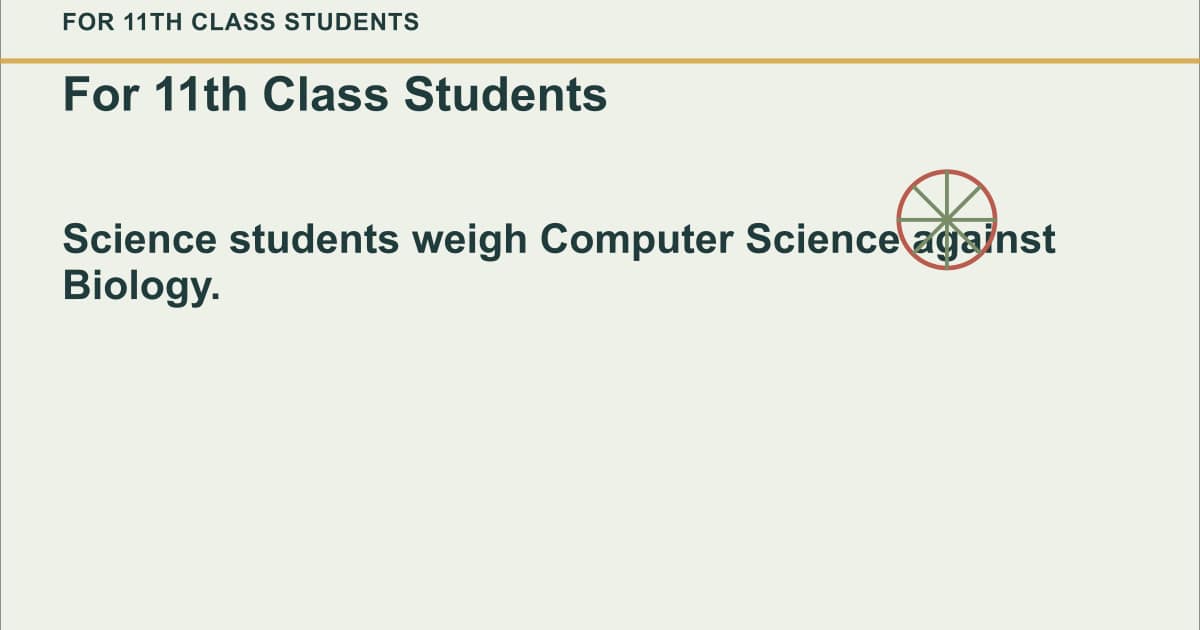 FOR 11TH CLASS STUDENTS
For 11th Class Students
Science students weigh Computer Science against
Biology.